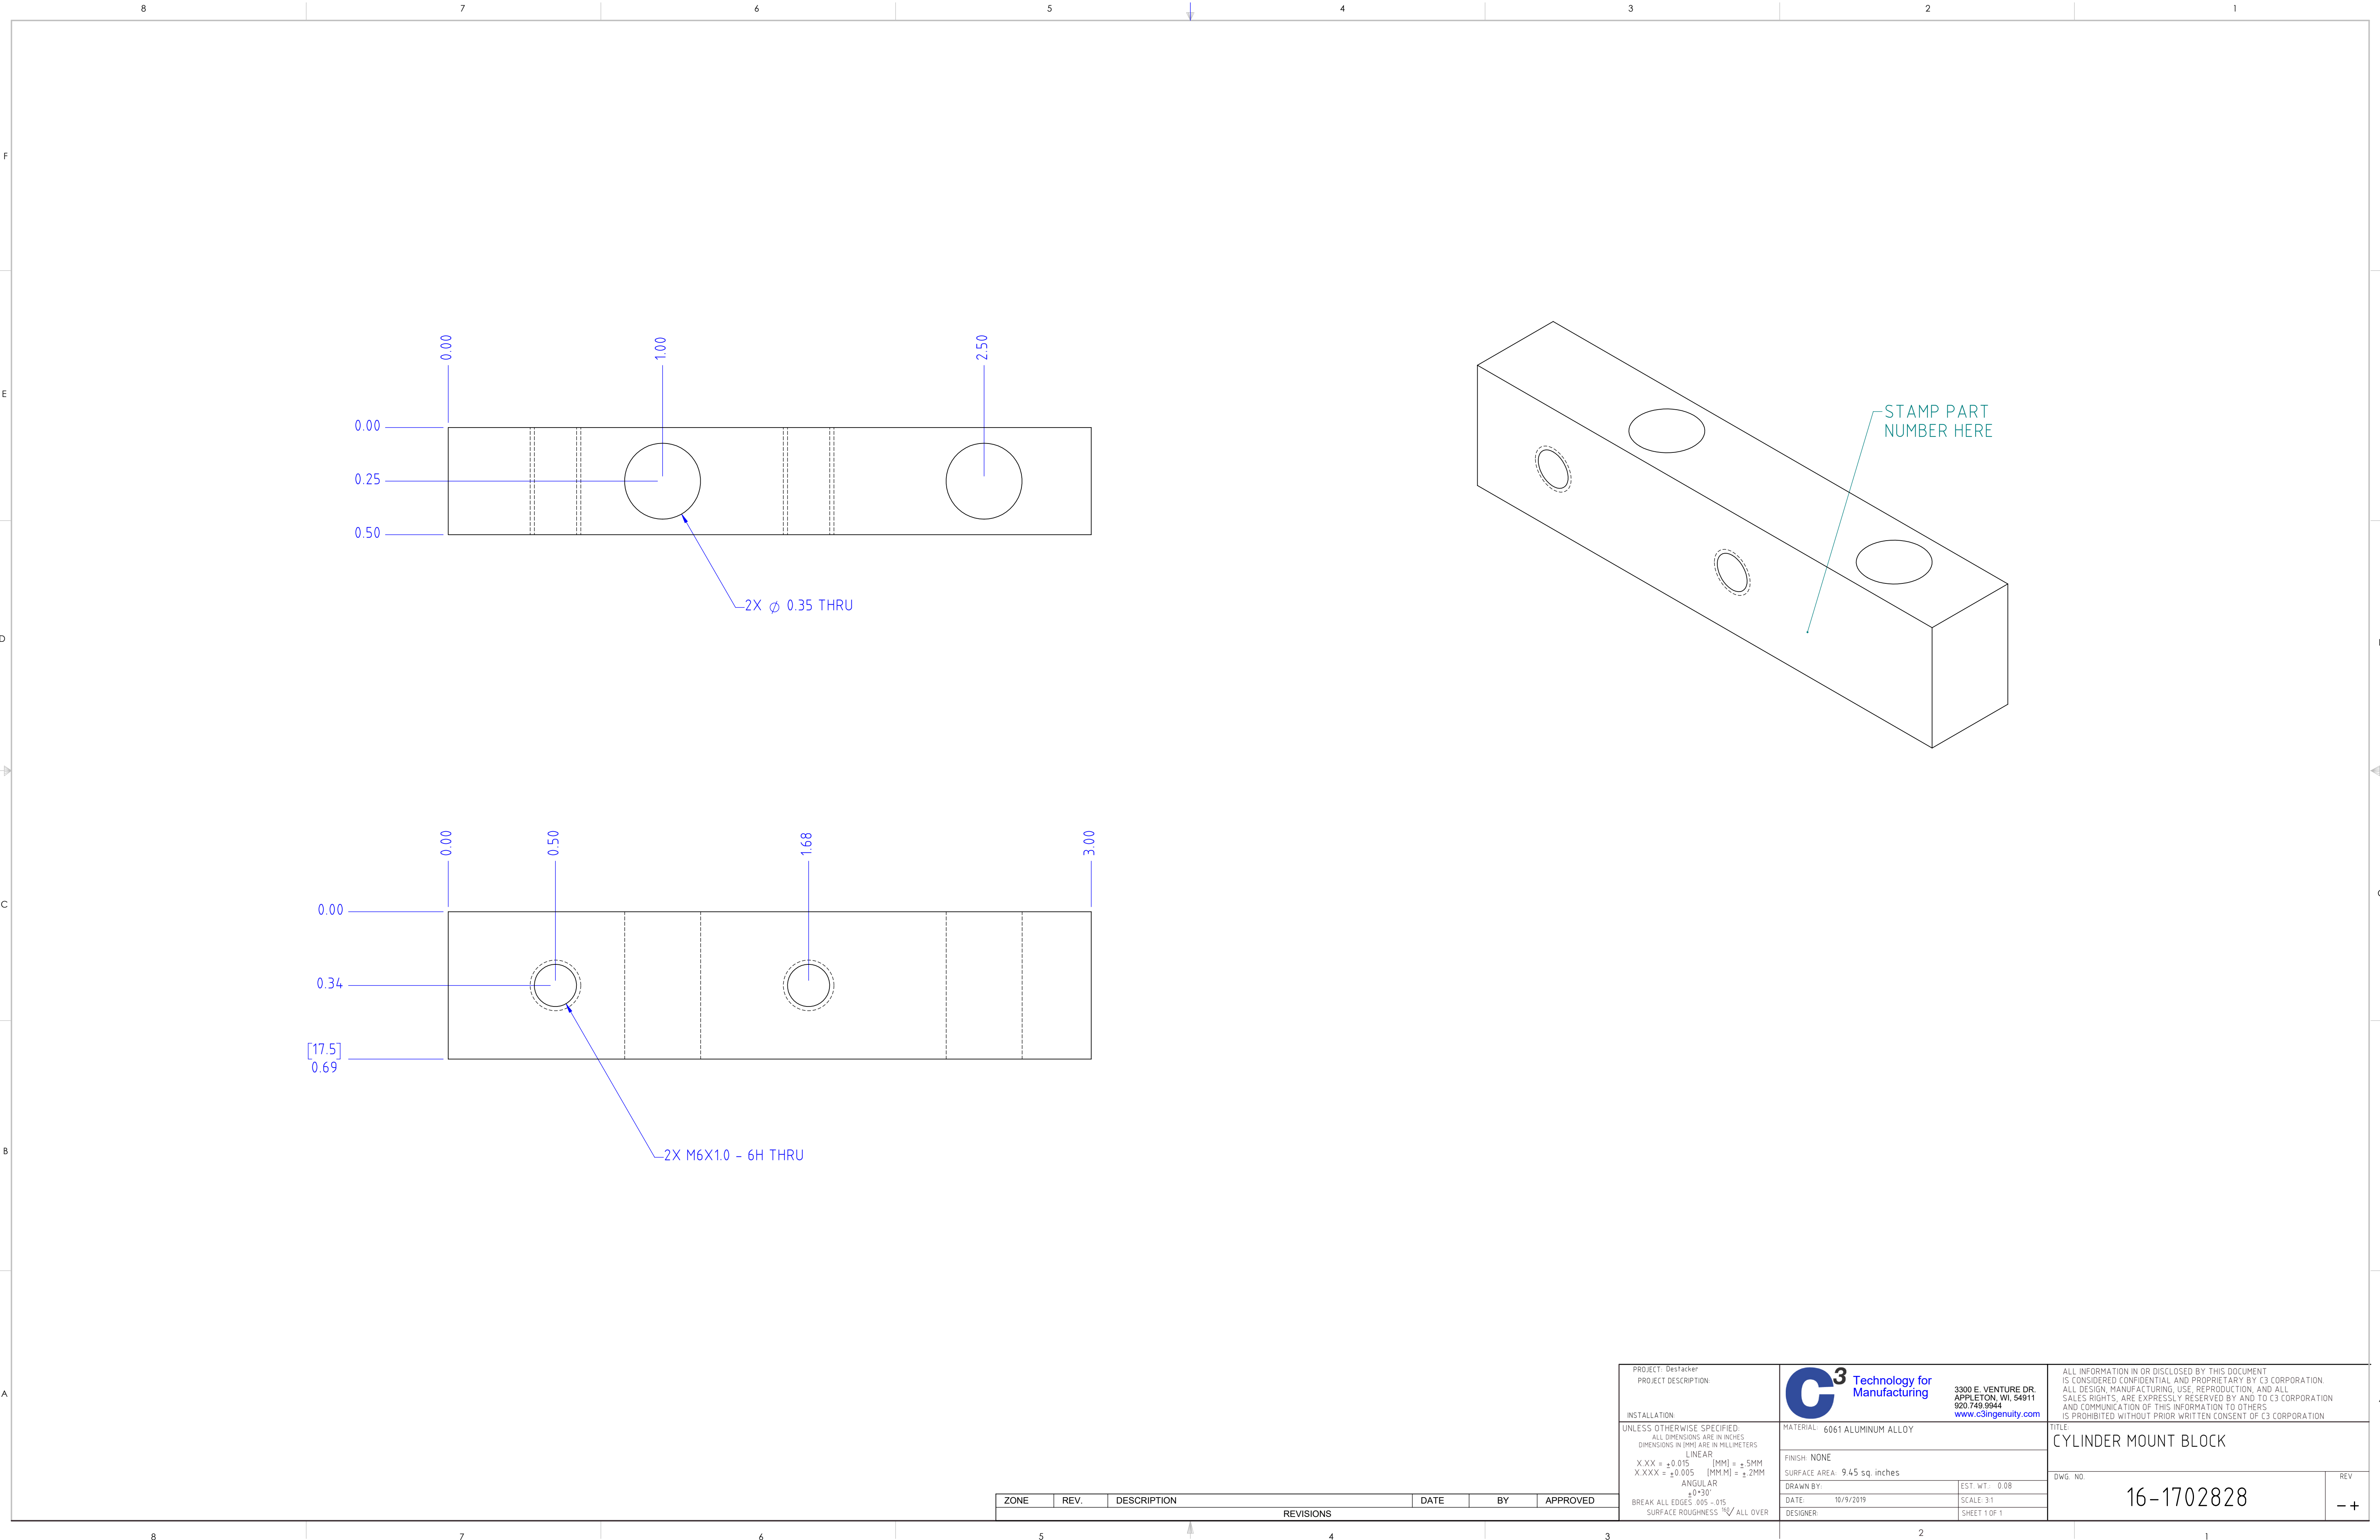 8 7 6 5 4 3 2 1
F
E
D
C
B
A
0.00
1.00
2.50
0.00
0.25
0.50
2X ⌀ 0.35 THRU
STAMP PART
NUMBER HERE
0.00
0.50
1.68
3.00
0.00
0.34
[17.5]
0.69
2X M6X1.0 - 6H THRU
ZONE REV. DESCRIPTION DATE BY APPROVED
REVISIONS
PROJECT: Destacker
PROJECT DESCRIPTION:
INSTALLATION:
UNLESS OTHERWISE SPECIFIED:
ALL DIMENSIONS ARE IN INCHES
DIMENSIONS IN [MM] ARE IN MILLIMETERS
LINEAR
X.XX = ±0.015 [MM] = ±.5MM
X.XXX = ±0.005 [MM.M] = ±.2MM
ANGULAR
±0°30'
BREAK ALL EDGES .005 -.015
SURFACE ROUGHNESS 160 ALL OVER
C3 Technology for
Manufacturing
3300 E. VENTURE DR.
APPLETON, WI, 54911
920.749.9944
www.c3ingenuity.com
MATERIAL: 6061 ALUMINUM ALLOY
FINISH: NONE
SURFACE AREA: 9.45 sq. inches
DRAWN BY: EST. WT.: 0.08
DATE: 10/9/2019 SCALE: 3:1
DESIGNER: SHEET 1 OF 1
ALL INFORMATION IN OR DISCLOSED BY THIS DOCUMENT
IS CONSIDERED CONFIDENTIAL AND PROPRIETARY BY C3 CORPORATION.
ALL DESIGN, MANUFACTURING, USE, REPRODUCTION, AND ALL
SALES RIGHTS, ARE EXPRESSLY RESERVED BY AND TO C3 CORPORATION
AND COMMUNICATION OF THIS INFORMATION TO OTHERS
IS PROHIBITED WITHOUT PRIOR WRITTEN CONSENT OF C3 CORPORATION
TITLE:
CYLINDER MOUNT BLOCK
DWG. NO. REV
16-1702828 -+
8 7 6 5 4 3 2 1